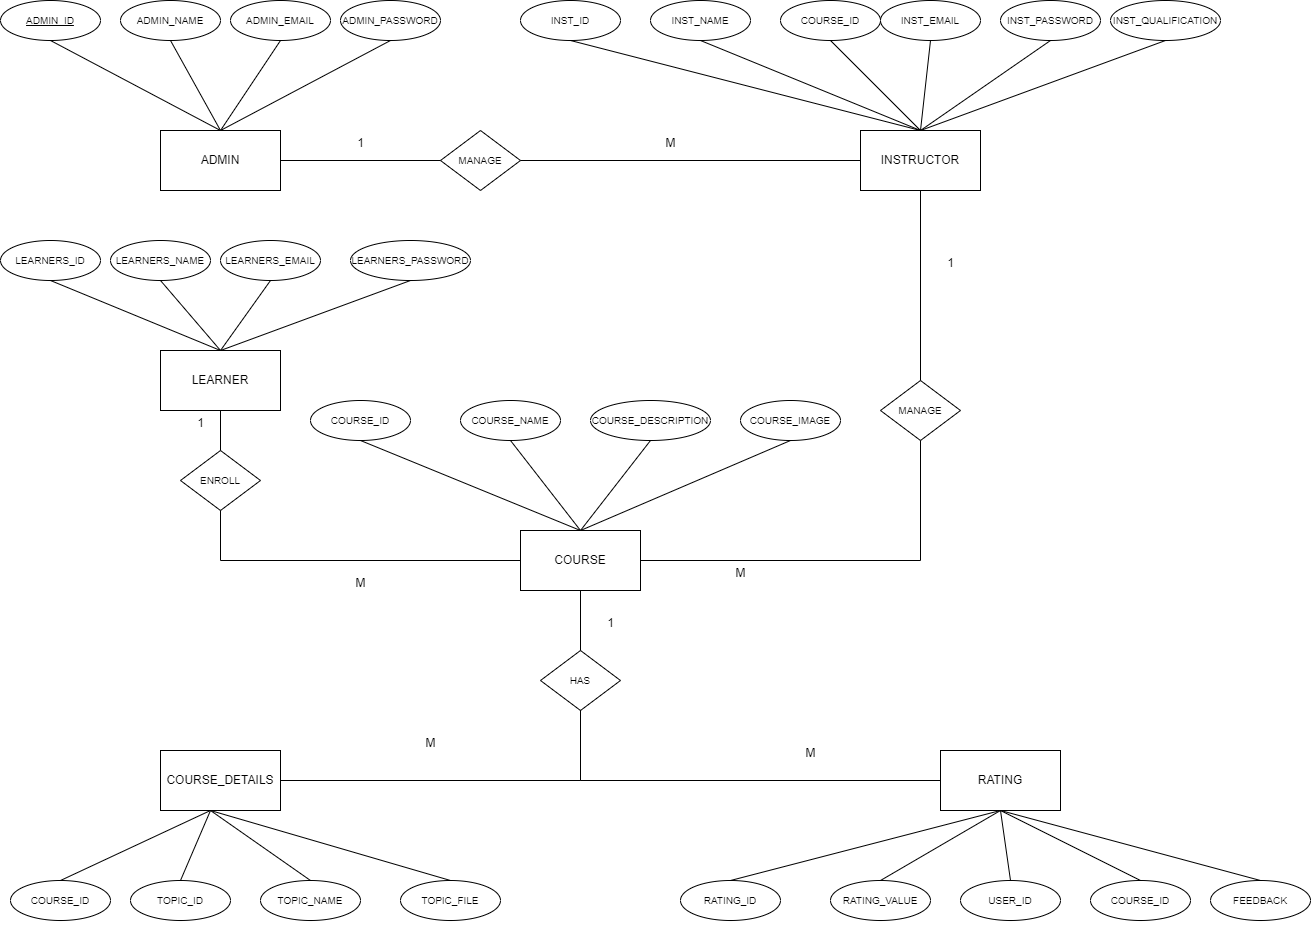 ADMIN_ID
ADMIN_NAME
ADMIN_EMAIL
ADMIN_PASSWORD
INST_ID
INST_NAME
COURSE_ID
INST_EMAIL
INST_PASSWORD
INST_QUALIFICATION
ADMIN
1
MANAGE
M
INSTRUCTOR
LEARNERS_ID
LEARNERS_NAME
LEARNERS_EMAIL
LEARNERS_PASSWORD
1
LEARNER
1
COURSE_ID
COURSE_NAME
COURSE_DESCRIPTION
COURSE_IMAGE
MANAGE
ENROLL
COURSE
M
M
1
HAS
M
M
COURSE_DETAILS
RATING
COURSE_ID
TOPIC_ID
TOPIC_NAME
TOPIC_FILE
RATING_ID
RATING_VALUE
USER_ID
COURSE_ID
FEEDBACK